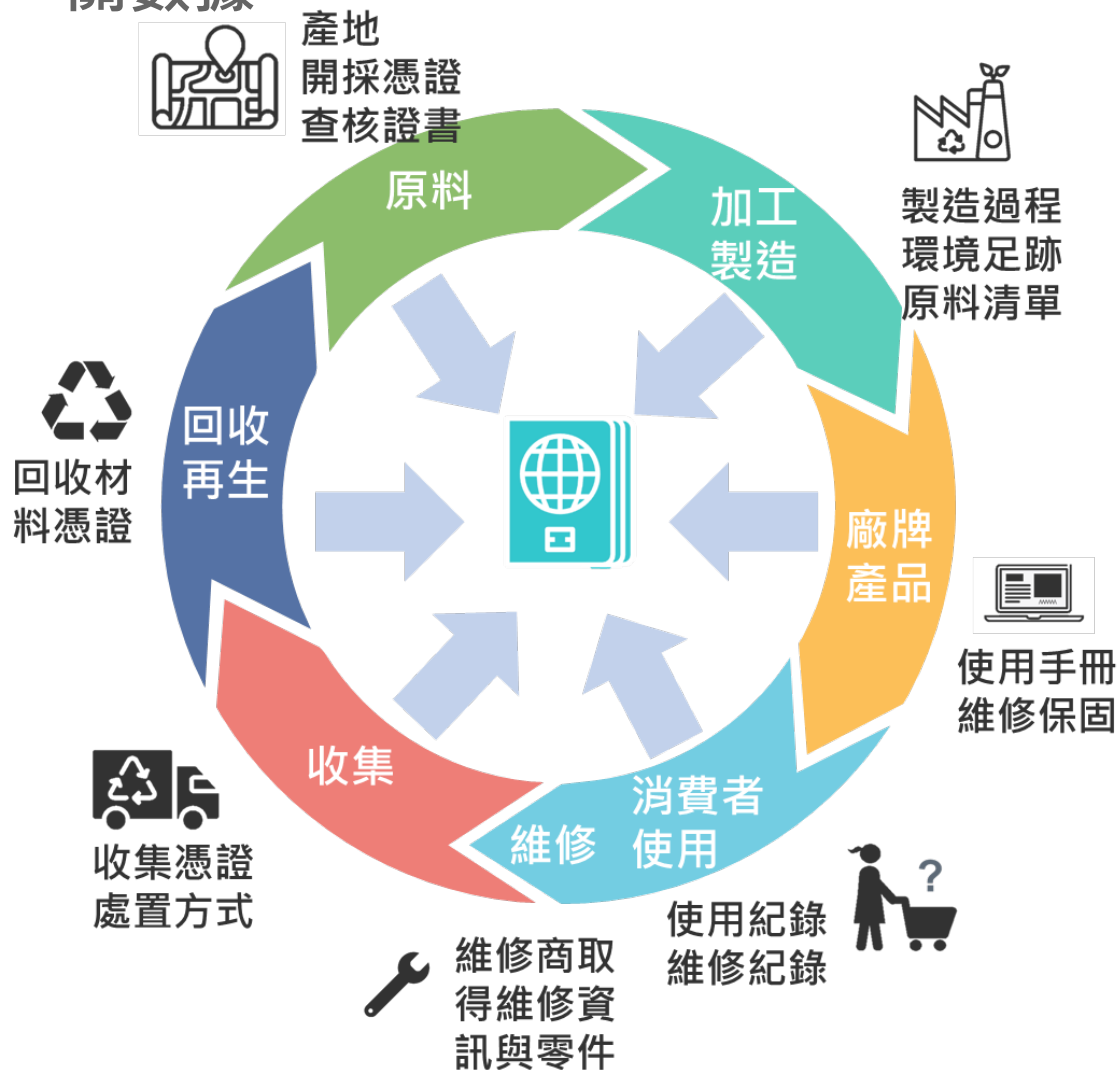 關數據
產地
開採憑證
查核證書
原料
加工
製造
製造過程
環境足跡
原料清單
廠牌
產品
使用手冊
維修保固
消費者
使用
維修
?
使用紀錄
維修紀錄
維修商取
得維修資
訊與零件
收集
收集憑證
處置方式
回收
再生
回收材
料憑證